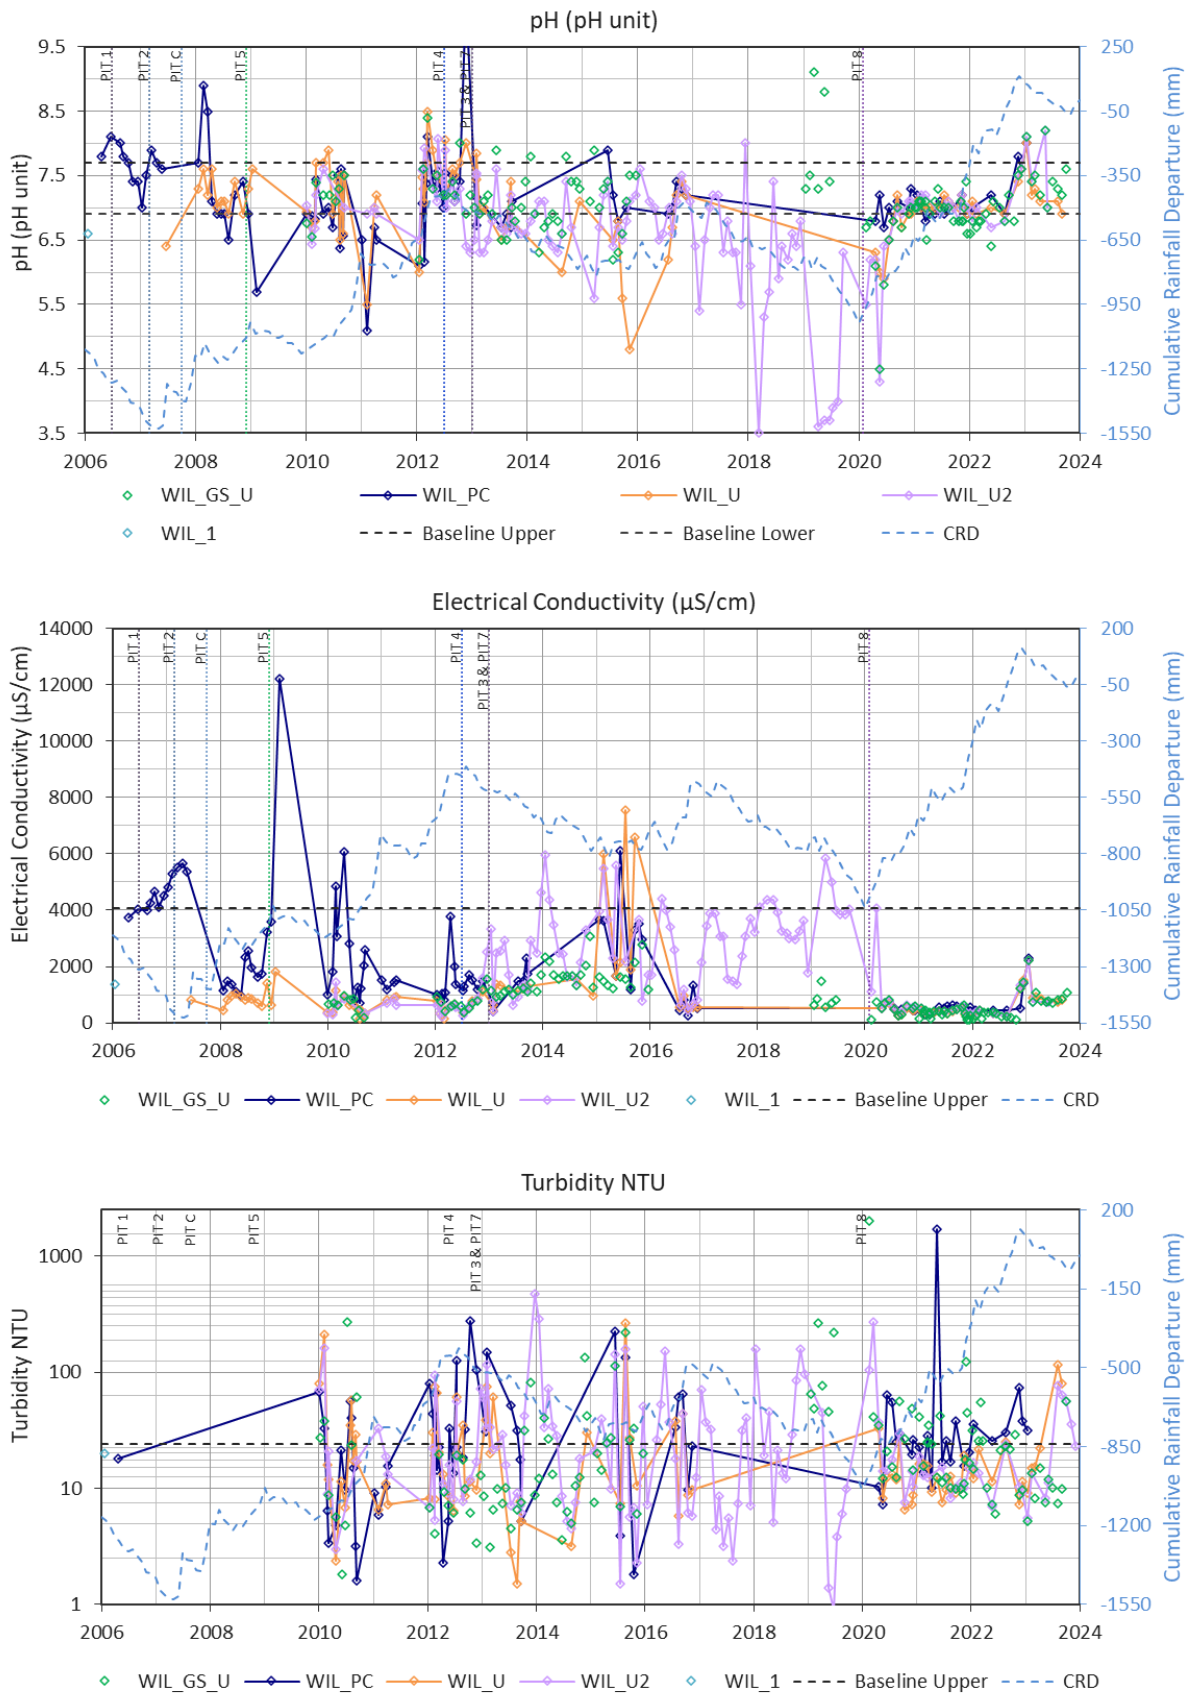 pH (pH unit)
9.5
8.5
7.5
6.5
5.5
4.5
3.5
pH (pH unit)
PIT 1
PIT 2
PIT C
PIT 5
PIT 4
PIT 3 & PIT 7
PIT 8
250
-50
-350
-650
-950
-1250
-1550
Cumulative Rainfall Departure (mm)
2006 2008 2010 2012 2014 2016 2018 2020 2022 2024
WIL_GS_U WIL_PC WIL_U WIL_U2
WIL_1 Baseline Upper Baseline Lower CRD
Electrical Conductivity (µS/cm)
14000
12000
10000
8000
6000
4000
2000
0
Electrical Conductivity (µS/cm)
PIT 1
PIT 2
PIT C
PIT 5
PIT 4
PIT 3 & PIT 7
PIT 8
200
-50
-300
-550
-800
-1050
-1300
-1550
Cumulative Rainfall Departure (mm)
2006 2008 2010 2012 2014 2016 2018 2020 2022 2024
WIL_GS_U WIL_PC WIL_U WIL_U2 WIL_1 Baseline Upper CRD
Turbidity NTU
1000
100
10
1
Turbidity NTU
PIT 1
PIT 2
PIT C
PIT 5
PIT 4
PIT 3 & PIT 7
PIT 8
200
-150
-500
-850
-1200
-1550
Cumulative Rainfall Departure (mm)
2006 2008 2010 2012 2014 2016 2018 2020 2022 2024
WIL_GS_U WIL_PC WIL_U WIL_U2 WIL_1 Baseline Upper CRD